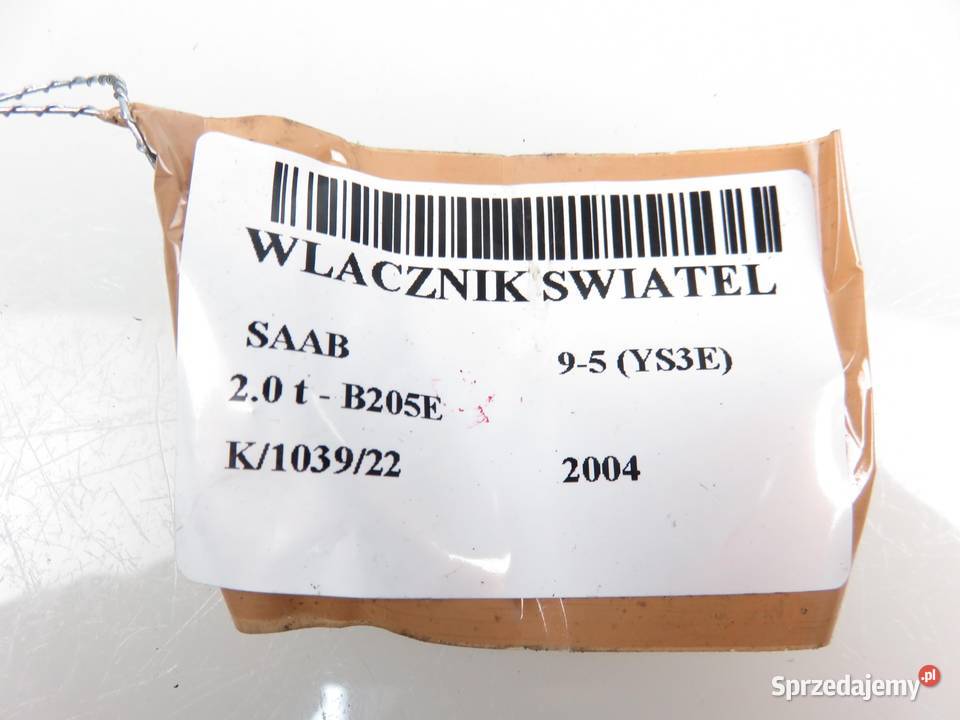 WLACZNIK SWIATEL
SAAB 9-5 (YS3E)
2.0 t - B205E
K/1039/22 2004
Sprzedajemy.pl